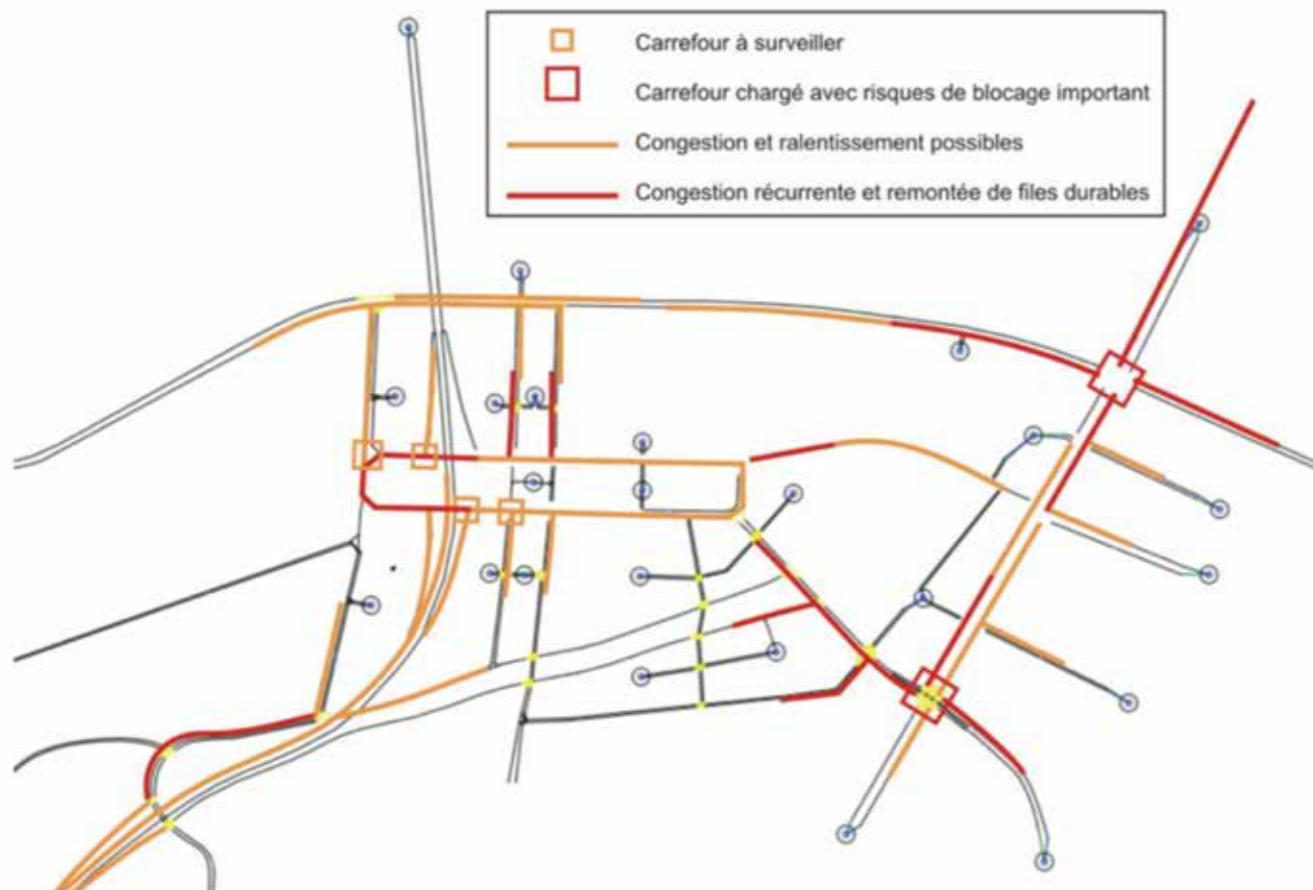 Carrefour à surveiller
Carrefour chargé avec risques de blocage important
Congestion et ralentissement possibles
Congestion récurrente et remontée de files durables